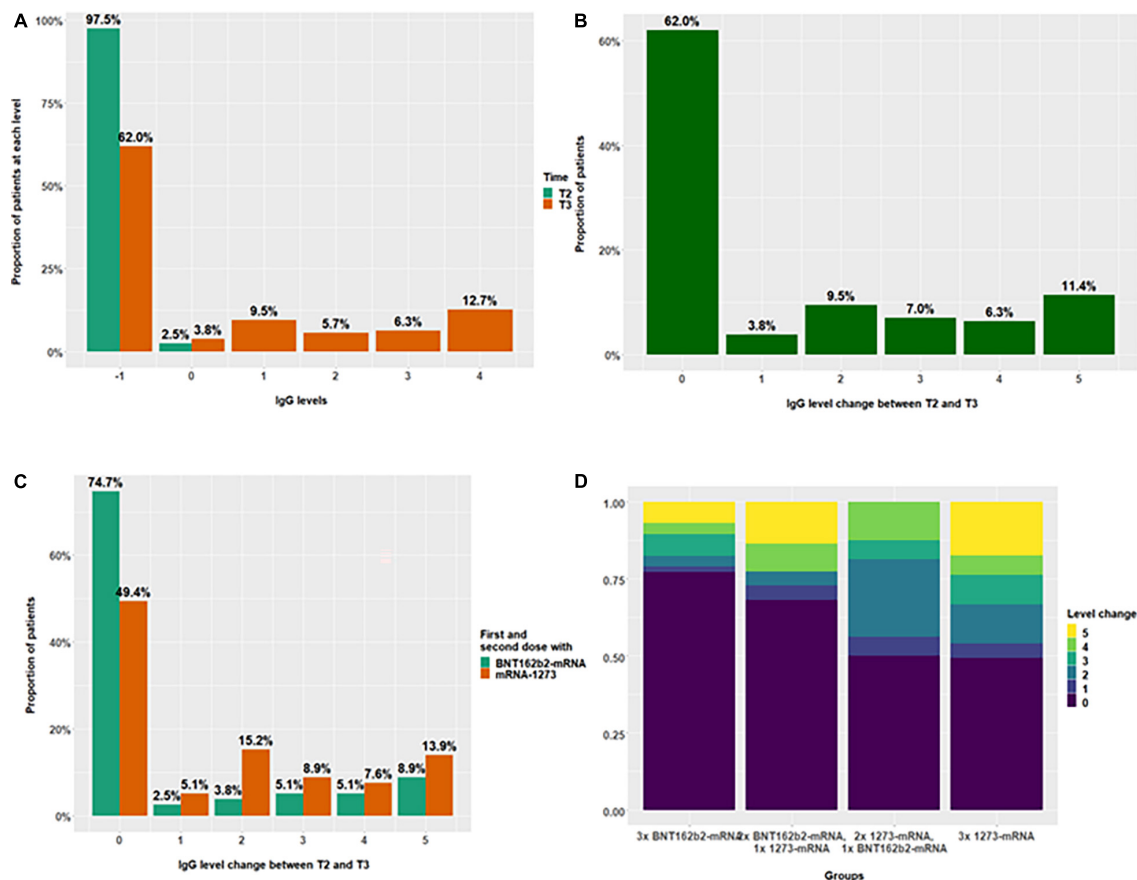 A
97.5%
62.0%
2.5%
3.8%
9.5%
5.7%
6.3%
12.7%
100%
75%
50%
25%
0%
Proportion of patients at each level
-1 0 1 2 3 4
IgG levels
Time
T2
T3
B
62.0%
3.8%
9.5%
7.0%
6.3%
11.4%
60%
40%
20%
0%
Proportion of patients
0 1 2 3 4 5
IgG level change between T2 and T3
C
74.7%
49.4%
2.5%
5.1%
3.8%
15.2%
5.1%
8.9%
5.1%
7.6%
8.9%
13.9%
60%
40%
20%
0%
Proportion of patients
0 1 2 3 4 5
IgG level change between T2 and T3
First and
second dose with
BNT162b2-mRNA
mRNA-1273
D
1.00
0.75
0.50
0.25
0.00
3x BNT162b2-mRNA
2x BNT162b2-mRNA,
1x 1273-mRNA
2x 1273-mRNA,
1x BNT162b2-mRNA
3x 1273-mRNA
Groups
Level change
5
4
3
2
1
0